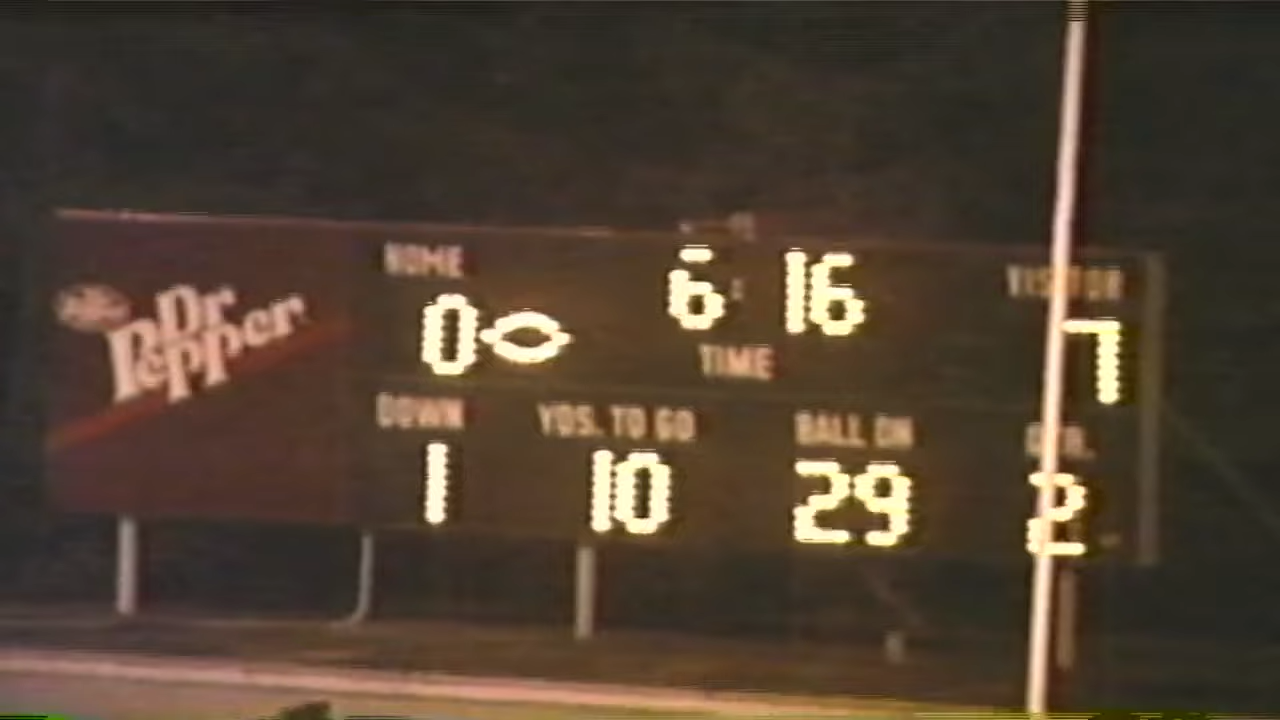 Dr
Pepper
HOME
0
6:16
TIME
VISITOR
7
DOWN
1
YDS. TO GO
10
BALL ON
29
QTR.
2